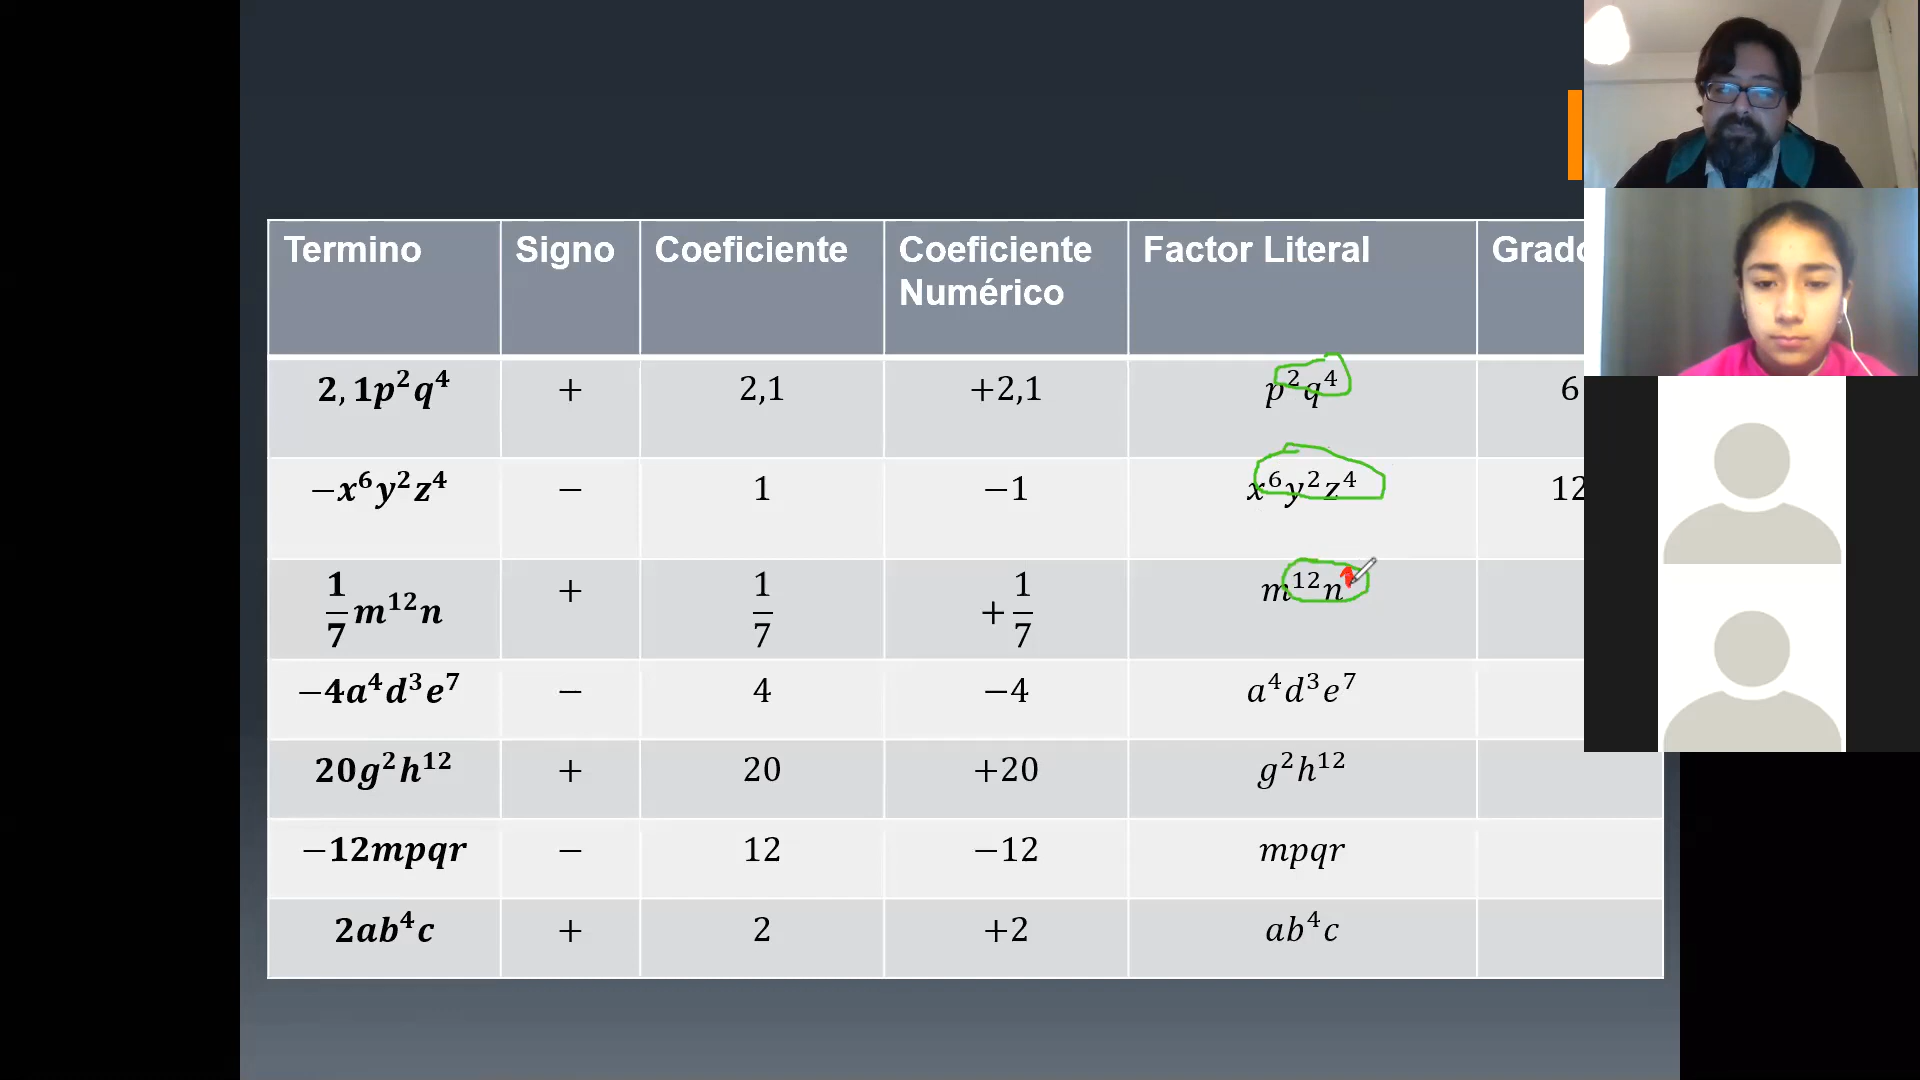 Termino Signo Coeficiente Coeficiente Numérico Factor Literal Grado
2,1p²q⁴ + 2,1 +2,1 p²q⁴ 6
−x⁶y²z⁴ − 1 −1 x⁶y²z⁴ 12
1/7 m¹²n + 1/7 +1/7 m¹²n
−4a⁴d³e⁷ − 4 −4 a⁴d³e⁷
20g²h¹² + 20 +20 g²h¹²
−12mpqr − 12 −12 mpqr
2ab⁴c + 2 +2 ab⁴c